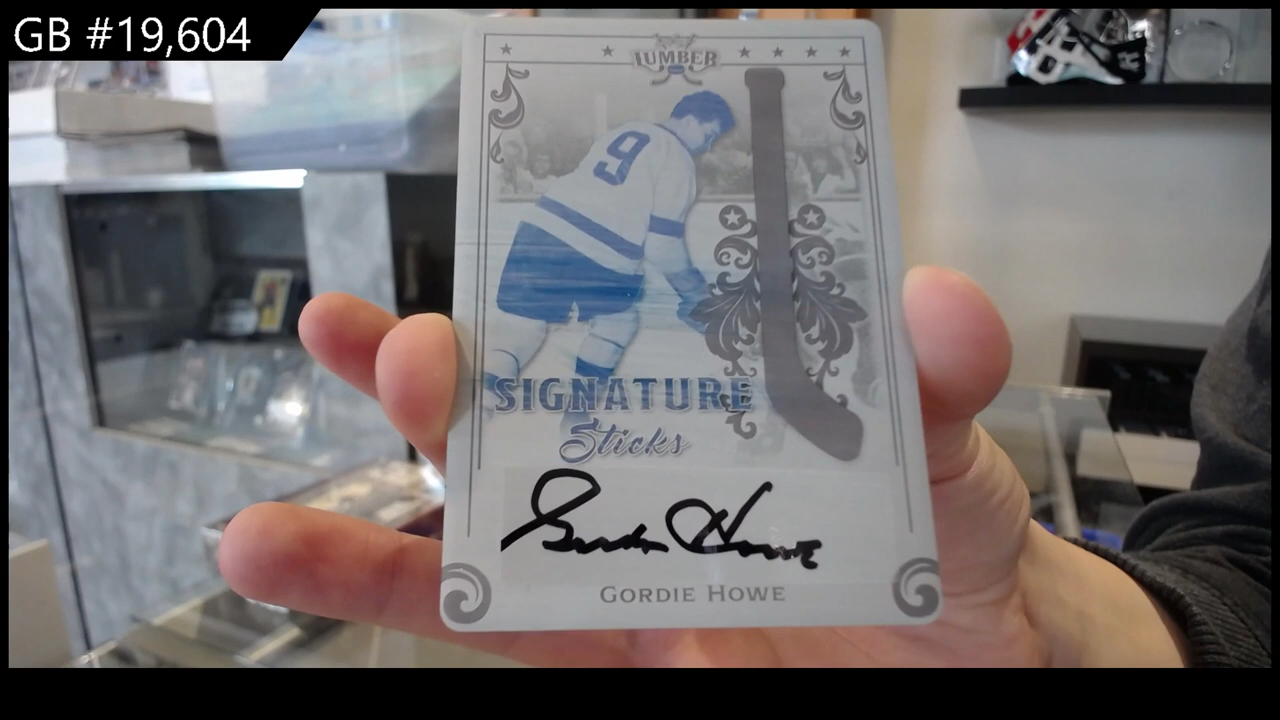 GB #19,604
LUMBER
9
SIGNATURE
Sticks
Gordie Howe
GORDIE HOWE